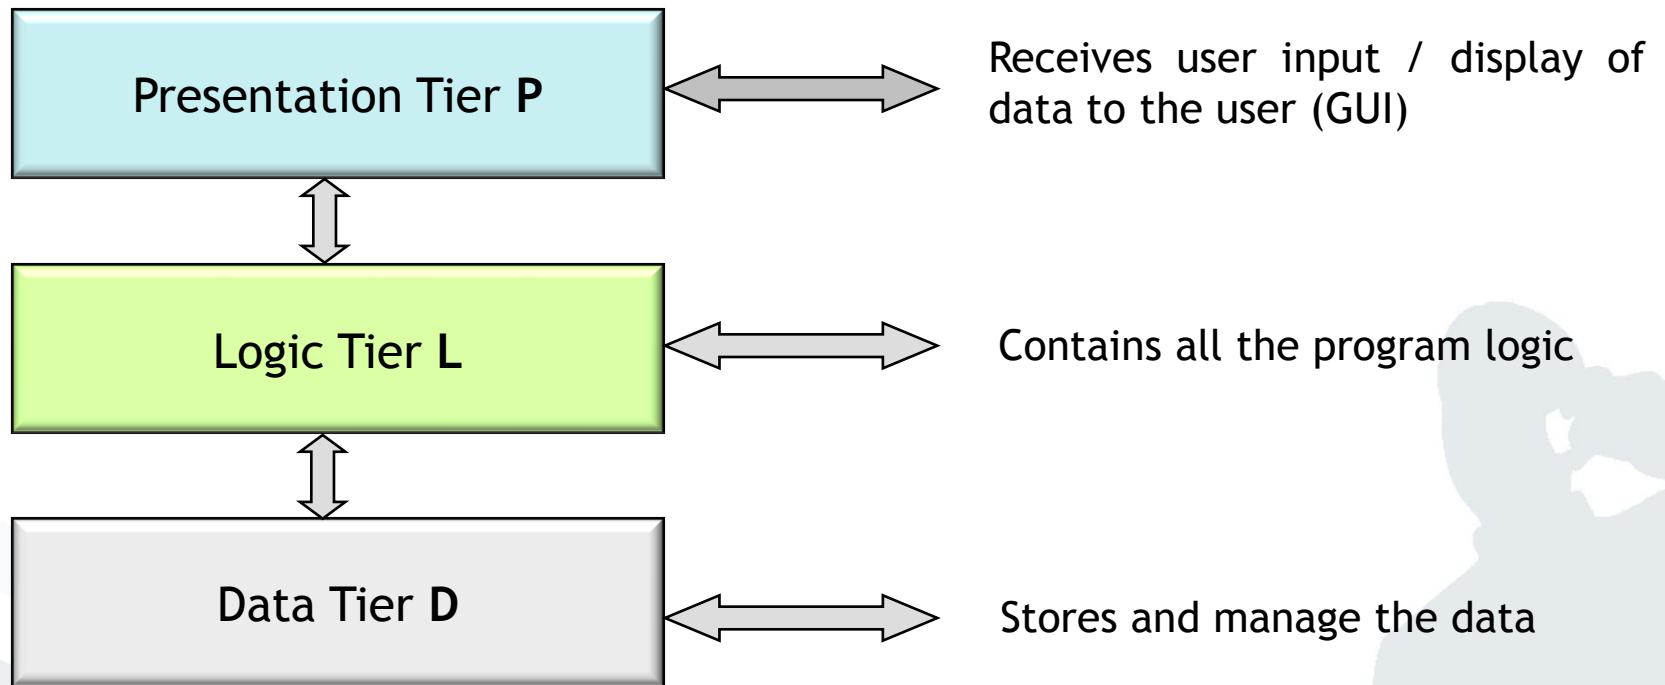 Presentation Tier P
Receives user input / display of
data to the user (GUI)
Logic Tier L
Contains all the program logic
Data Tier D
Stores and manage the data